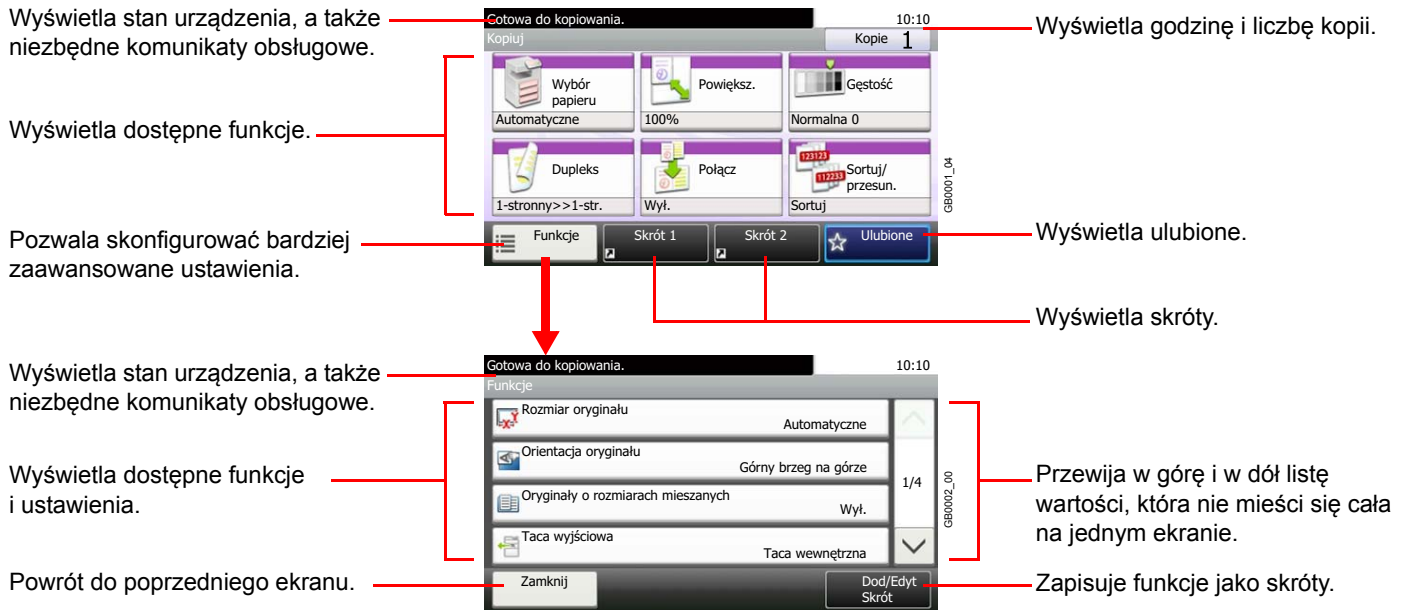 Wyświetla stan urządzenia, a także
niezbędne komunikaty obsługowe.
Gotowa do kopiowania.
10:10
Wyświetla godzinę i liczbę kopii.
Kopiuj
Kopie 1
Wyświetla dostępne funkcje.
Wybór
papieru
Automatyczne
Powiększ.
100%
Gęstość
Normalna 0
Dupleks
1-stronny>>1-str.
Połącz
Wył.
123123
112233
Sortuj/
przesun.
Sortuj
GB0001_04
Pozwala skonfigurować bardziej
zaawansowane ustawienia.
Funkcje
Skrót 1
Skrót 2
Ulubione
Wyświetla ulubione.
Wyświetla skróty.
Wyświetla stan urządzenia, a także
niezbędne komunikaty obsługowe.
Gotowa do kopiowania.
10:10
Funkcje
Wyświetla dostępne funkcje
i ustawienia.
X
Y
Rozmiar oryginału
Automatyczne
A
Orientacja oryginału
Górny brzeg na górze
Oryginały o rozmiarach mieszanych
Wył.
Taca wyjściowa
Taca wewnętrzna
1/4
GB0002_00
Przewija w górę i w dół listę
wartości, która nie mieści się cała
na jednym ekranie.
Powrót do poprzedniego ekranu.
Zamknij
Dod/Edyt
Skrót
Zapisuje funkcje jako skróty.